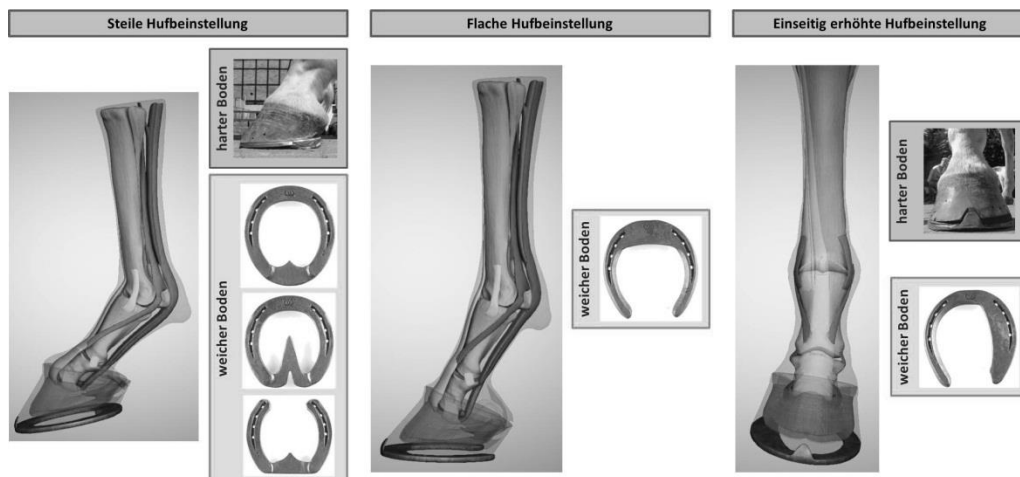 Steile Hufbeinstellung
harter Boden
weicher Boden
Flache Hufbeinstellung
weicher Boden
Einseitig erhöhte Hufbeinstellung
harter Boden
weicher Boden